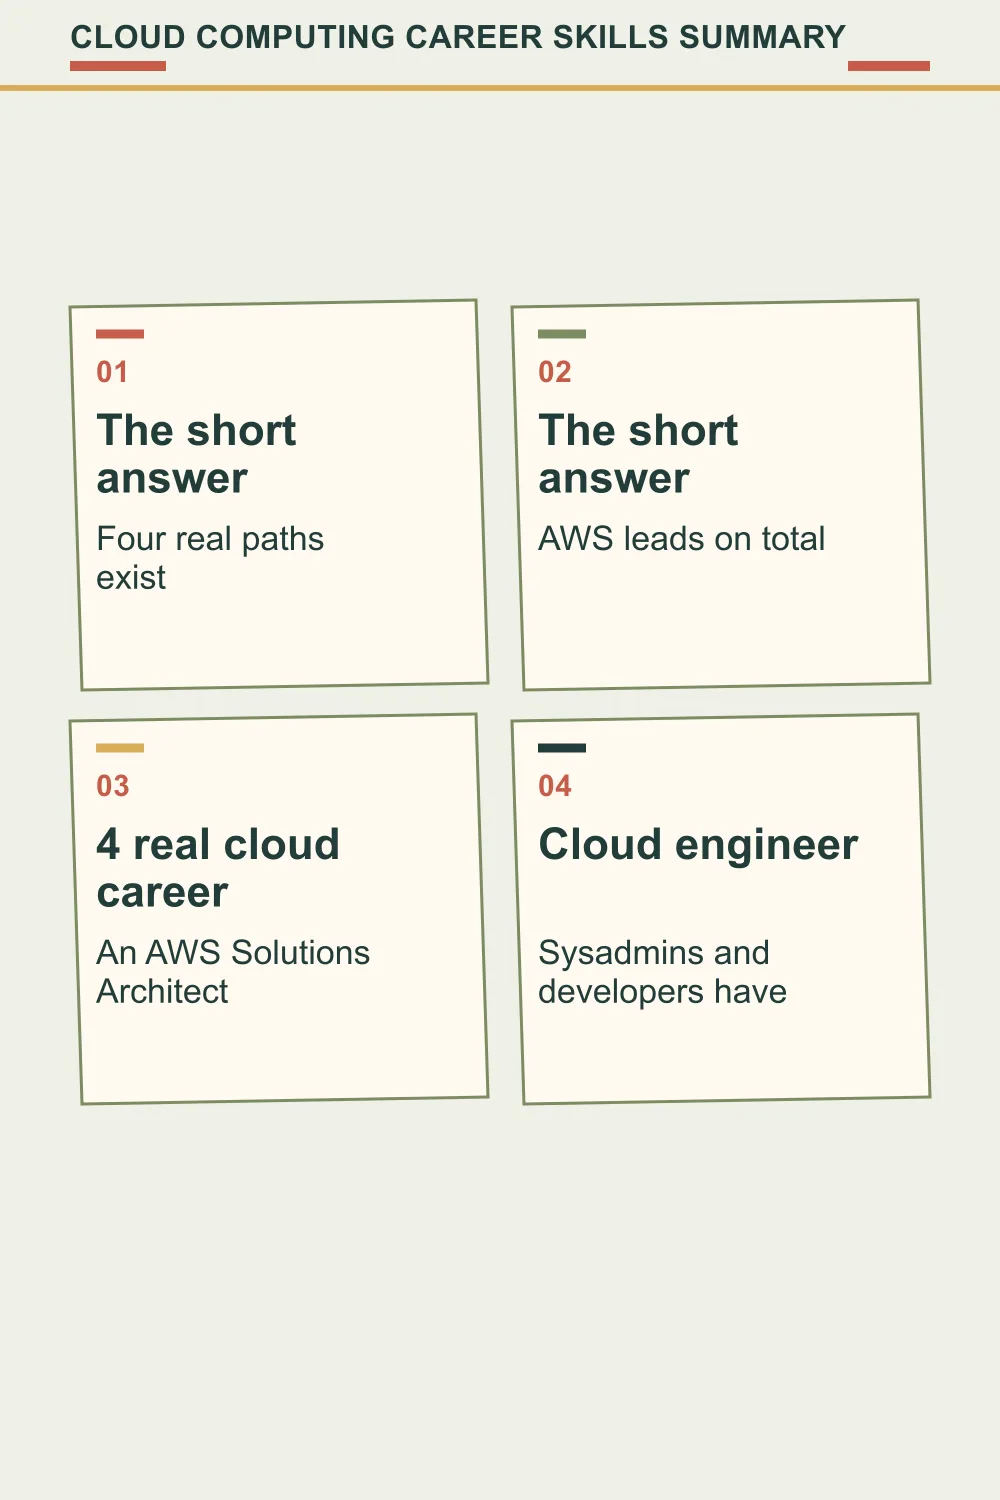 CLOUD COMPUTING CAREER SKILLS SUMMARY
01
The short
answer
Four real paths
exist
02
The short
answer
AWS leads on total
03
4 real cloud
career
An AWS Solutions
Architect
04
Cloud engineer
Sysadmins and
developers have